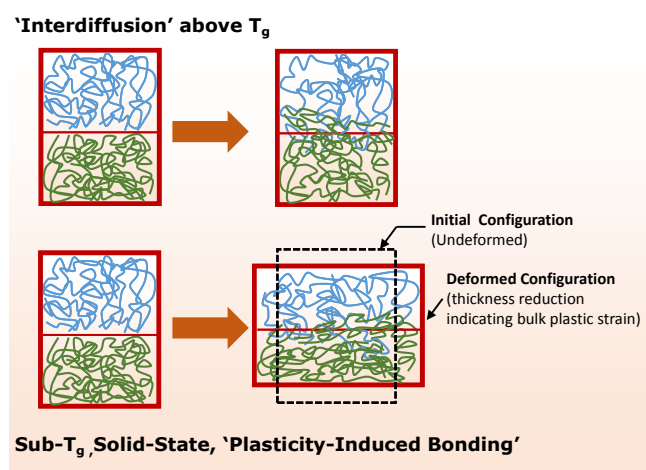 ‘Interdiffusion’ above Tg
Initial Configuration
(Undeformed)
Deformed Configuration
(thickness reduction
indicating bulk plastic strain)
Sub-Tg ,Solid-State, ‘Plasticity-Induced Bonding’